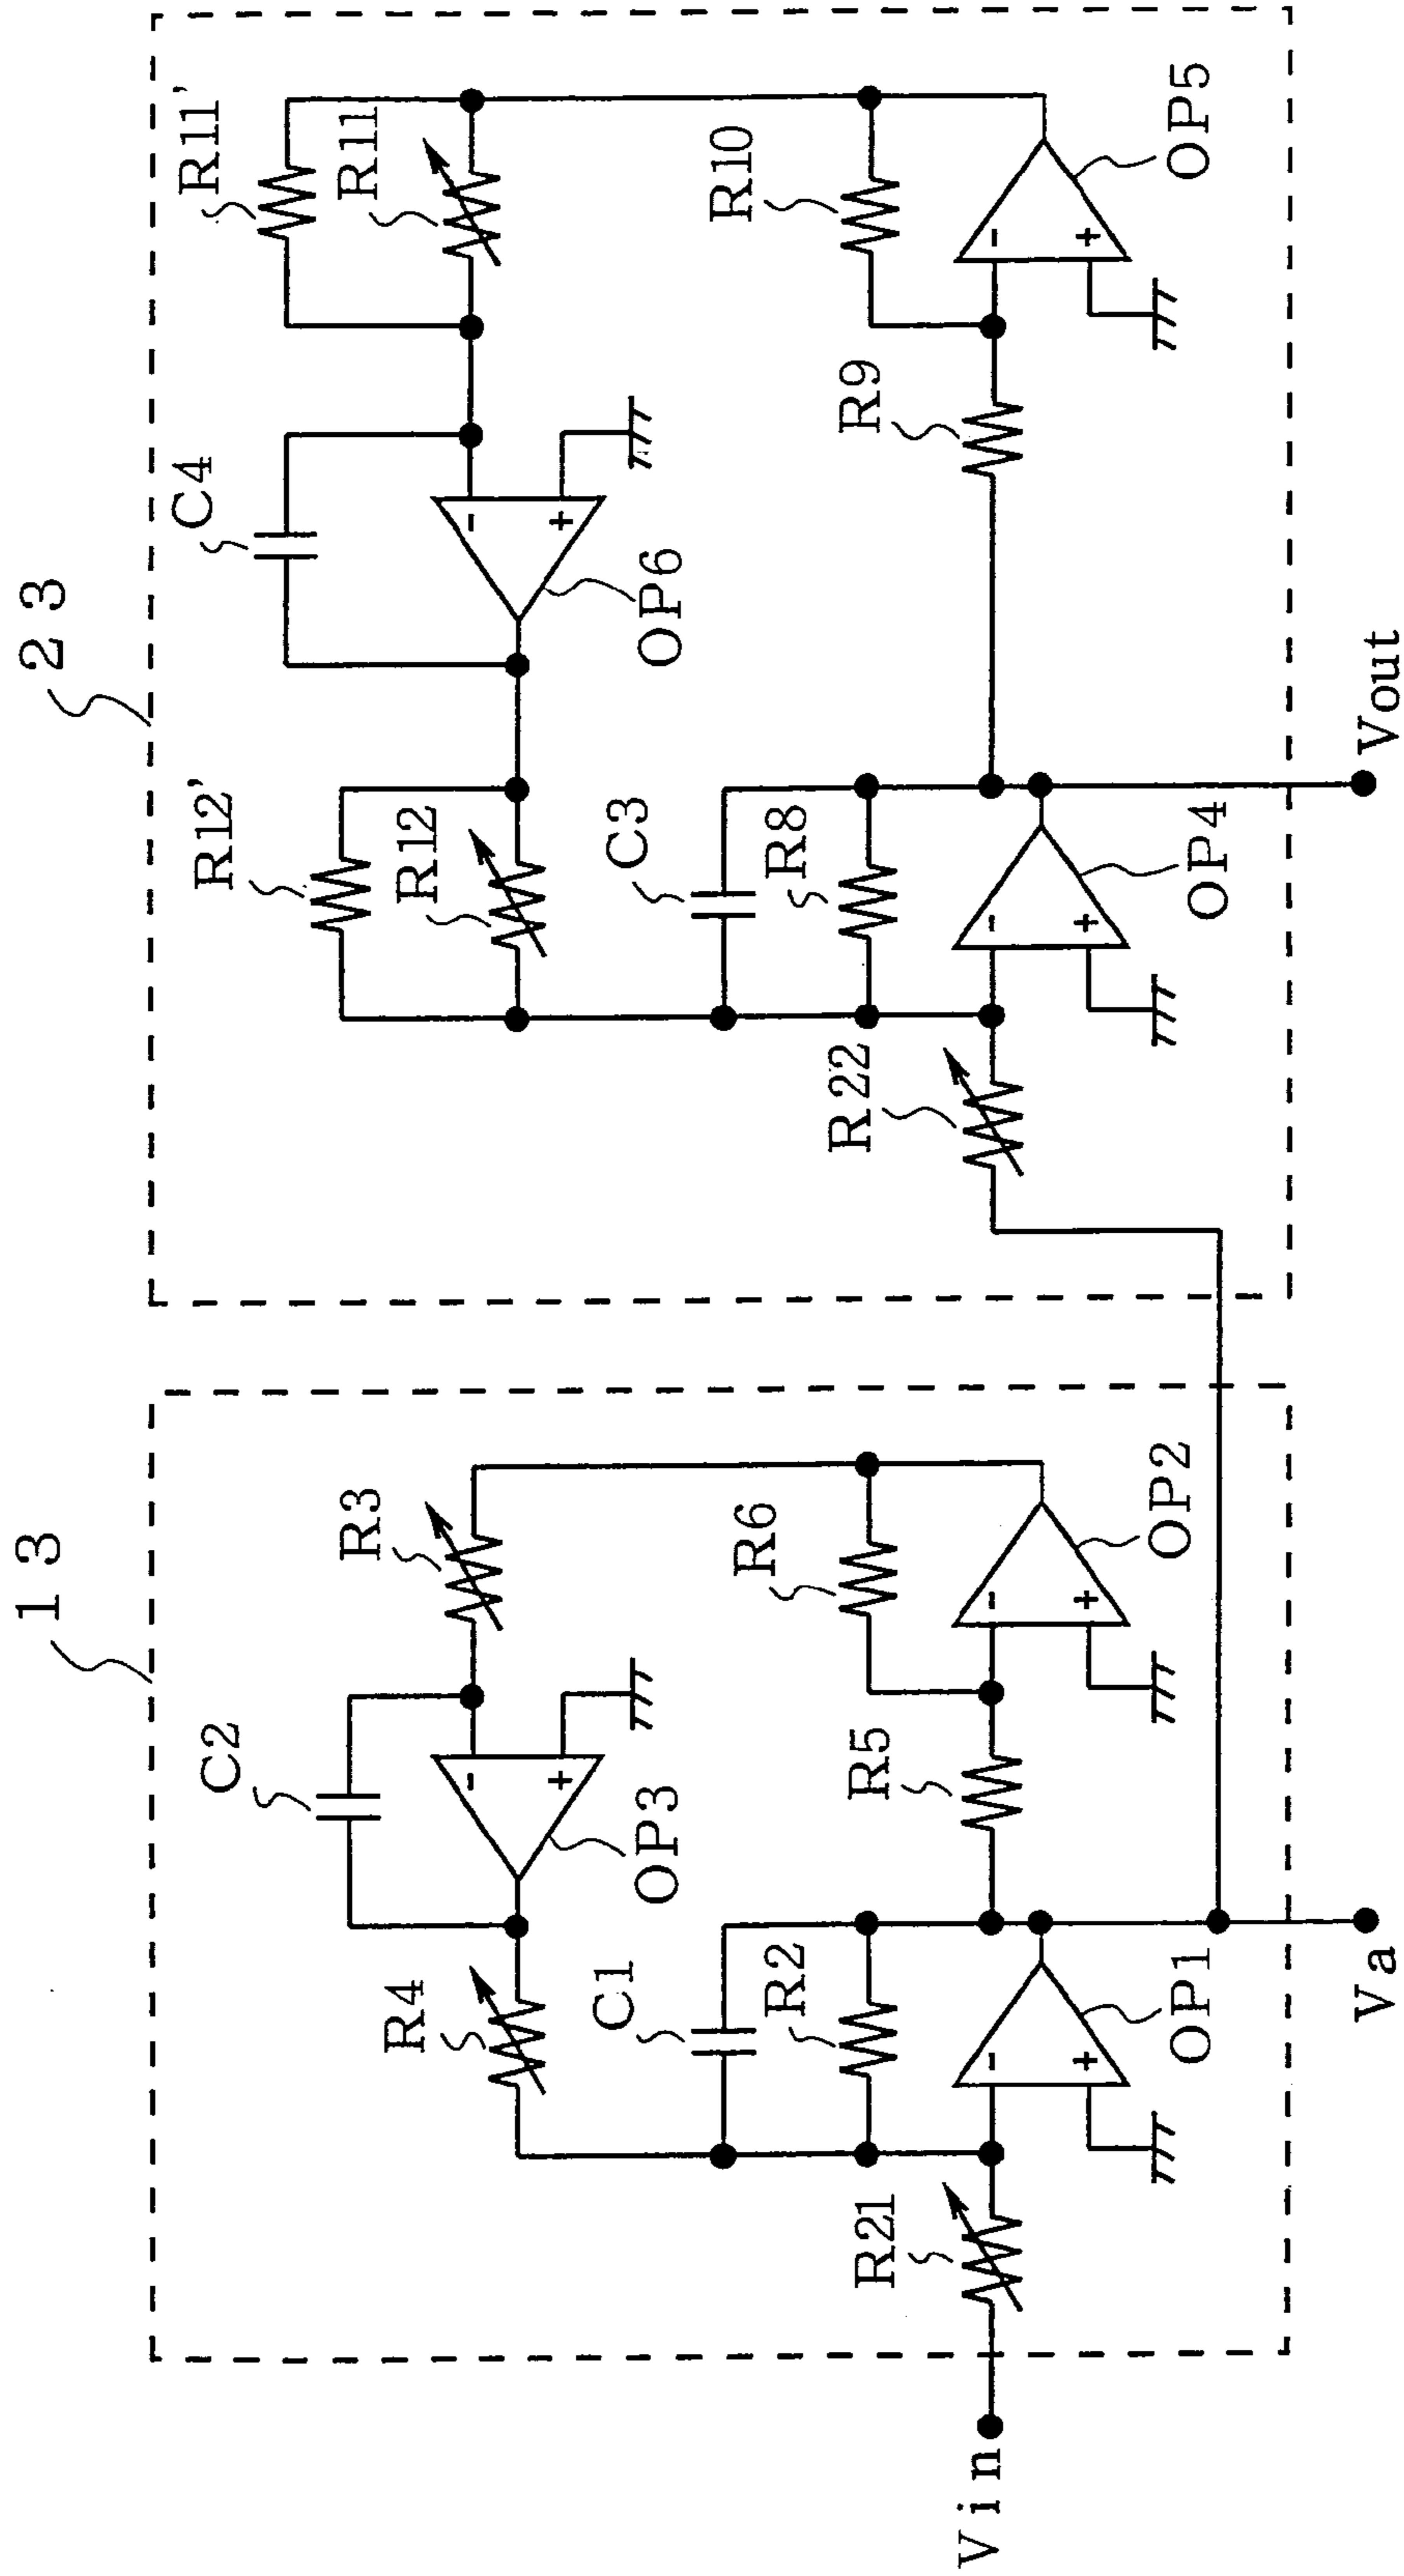 13
23
C2
R3
R4
OP3
C1
R2
R5
R6
R21
OP1
OP2
Vin
Va
R12'
R12
C4
R11'
R11
OP6
C3
R8
R9
R10
R22
OP4
OP5
Vout